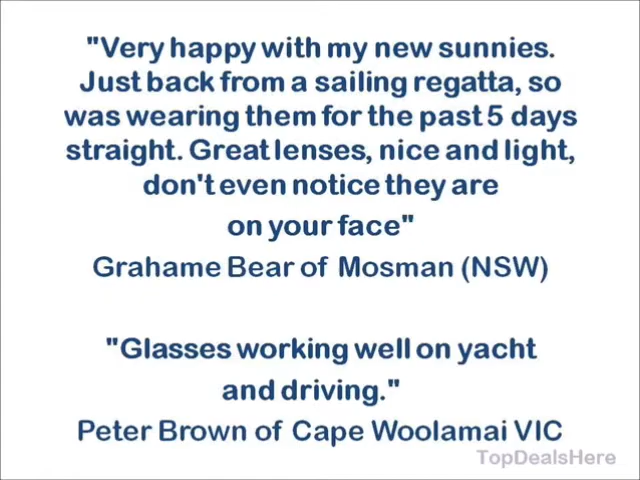 "Very happy with my new sunnies.
Just back from a sailing regatta, so
was wearing them for the past 5 days
straight. Great lenses, nice and light,
don't even notice they are
on your face"
Grahame Bear of Mosman (NSW)
"Glasses working well on yacht
and driving."
Peter Brown of Cape Woolamai VIC
TopDealsHere